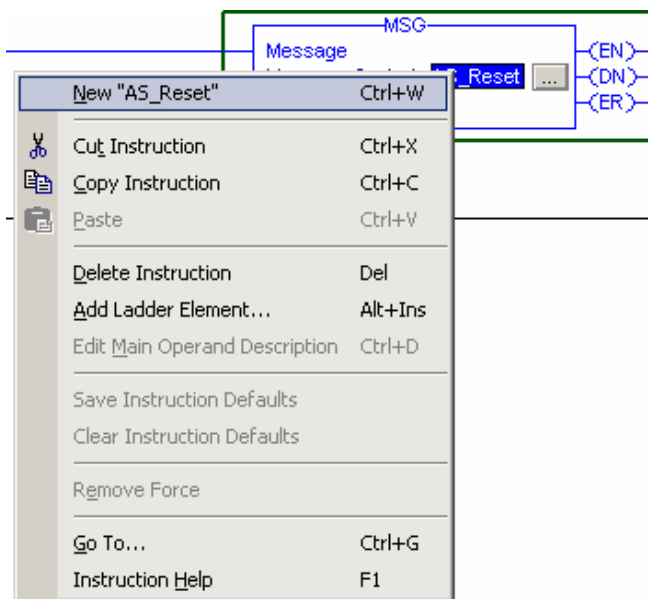 MSG
Message
(EN)
_Reset ... (DN)
(ER)
New "AS_Reset" Ctrl+W
Cut Instruction Ctrl+X
Copy Instruction Ctrl+C
Paste Ctrl+V
Delete Instruction Del
Add Ladder Element... Alt+Ins
Edit Main Operand Description Ctrl+D
Save Instruction Defaults
Clear Instruction Defaults
Remove Force
Go To... Ctrl+G
Instruction Help F1